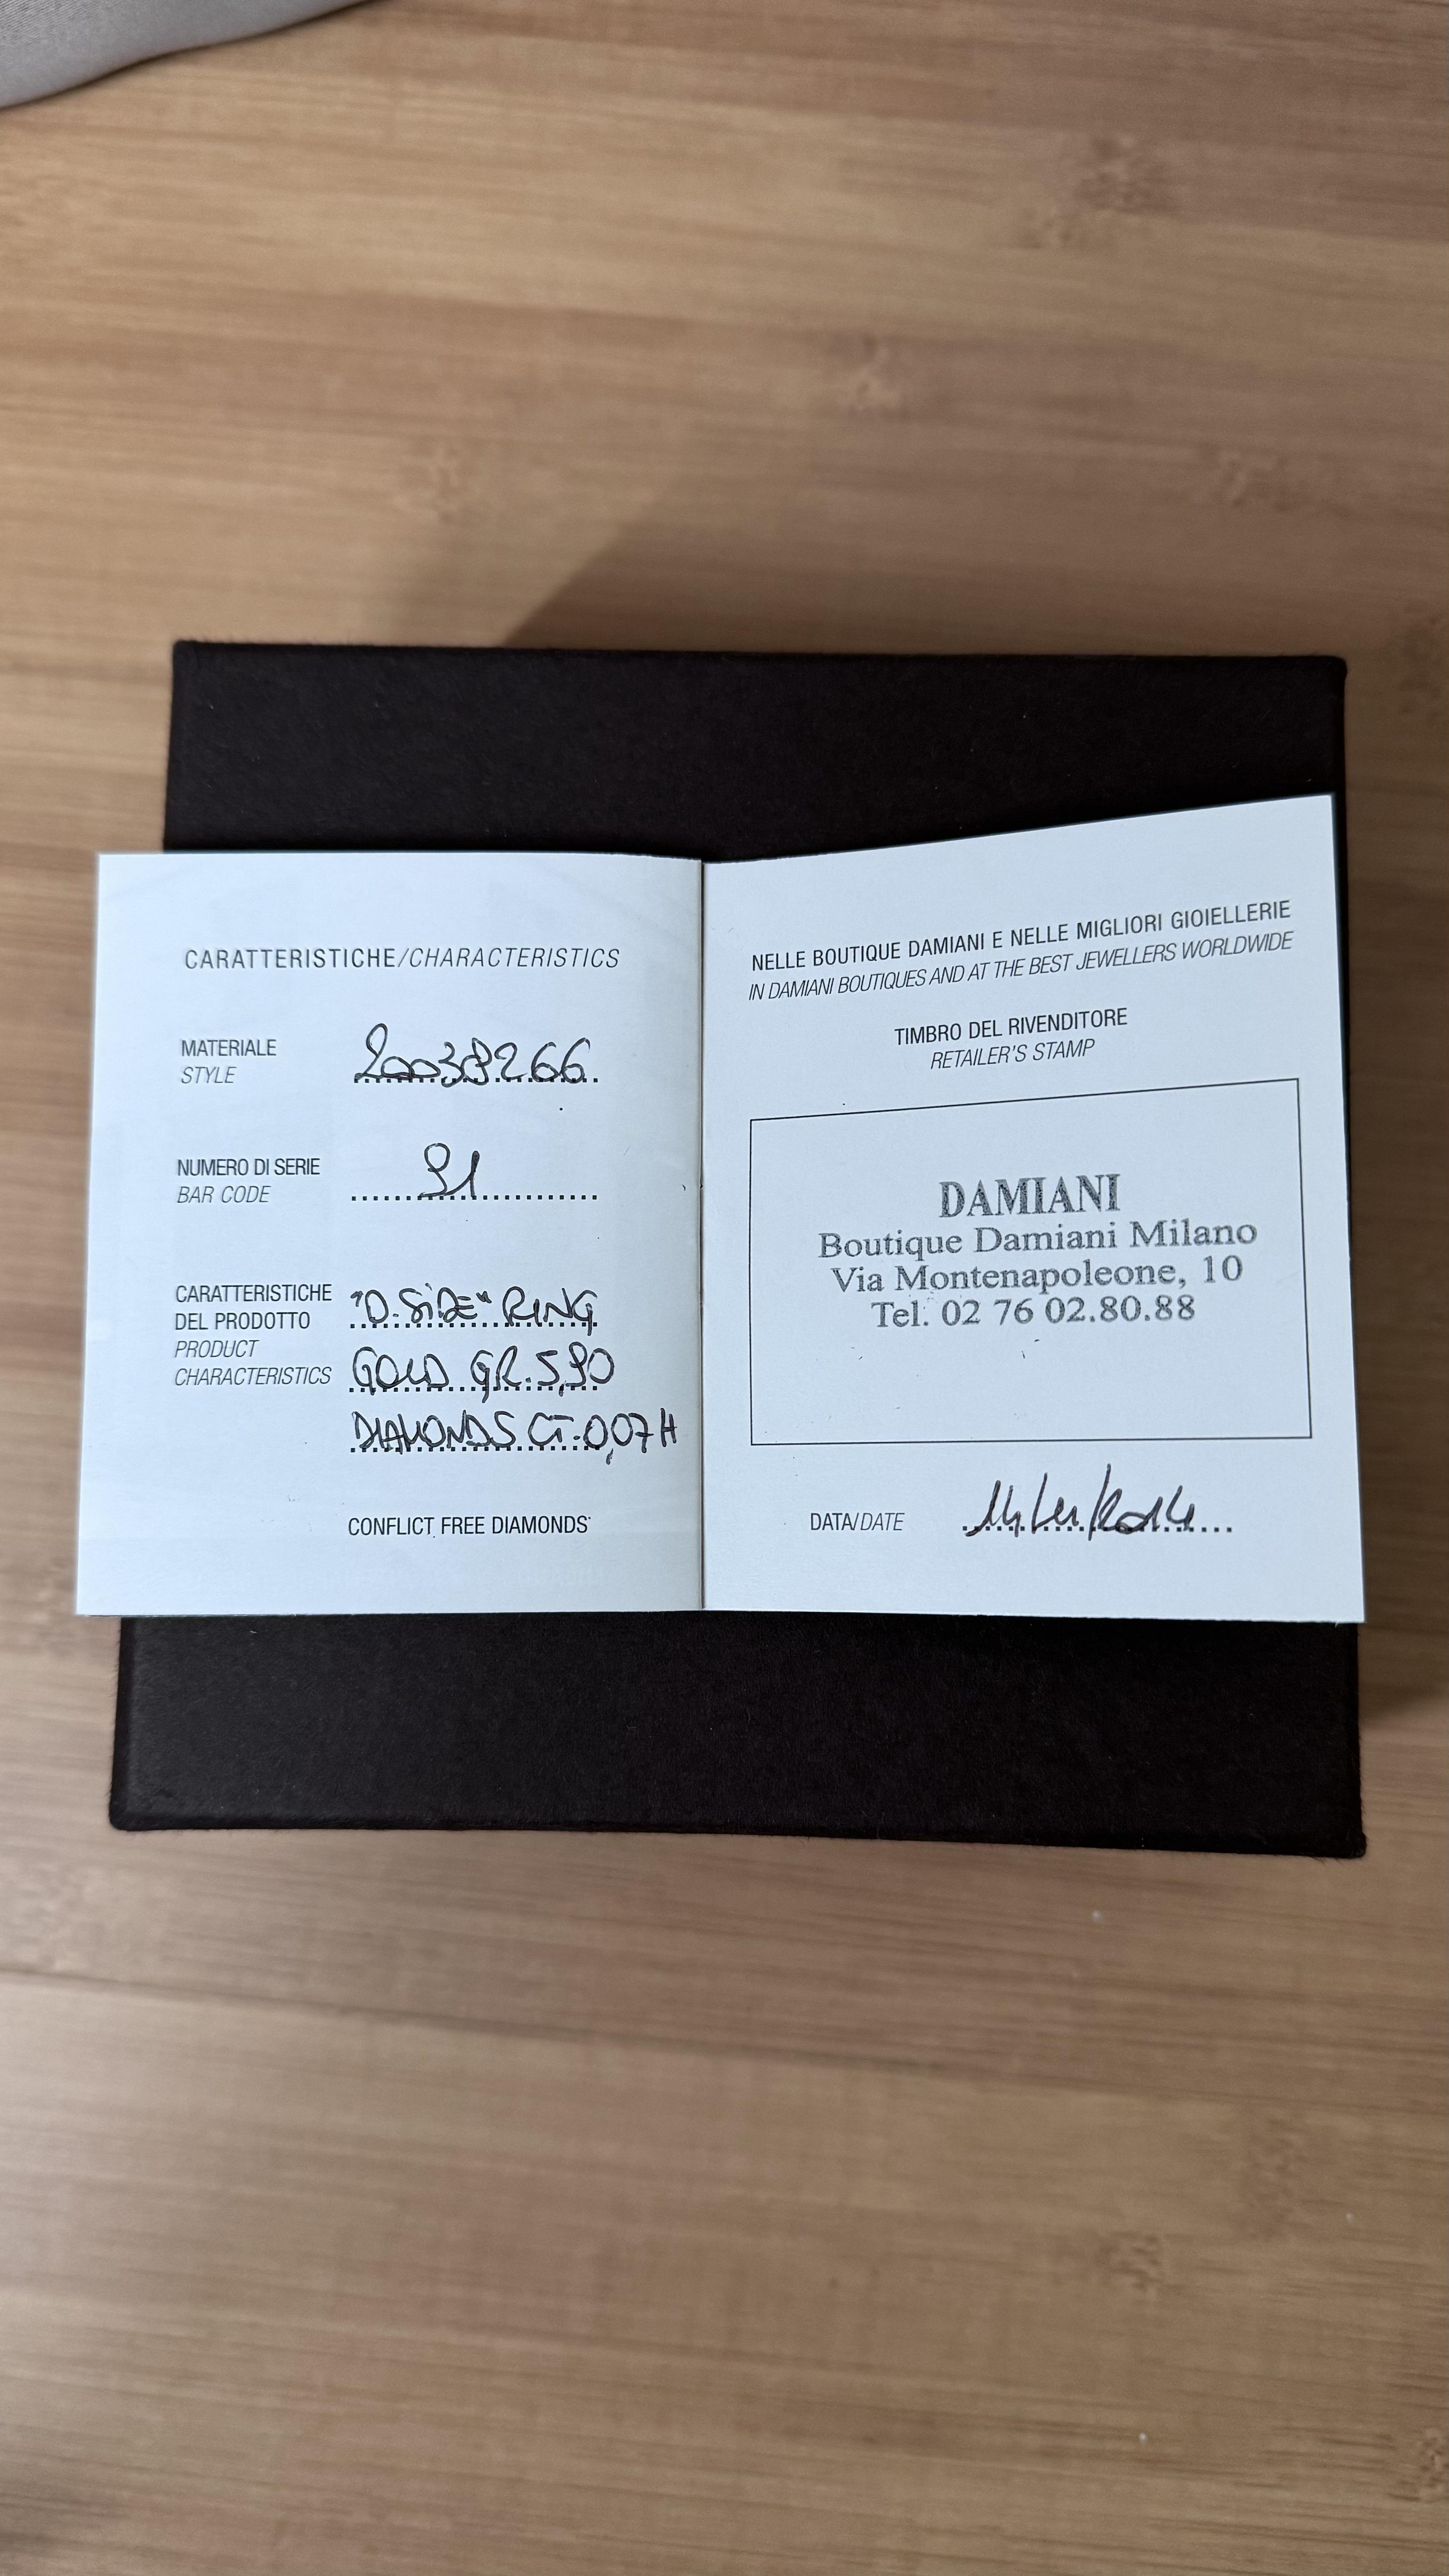 CARATTERISTICHE/CHARACTERISTICS
MATERIALE
STYLE
20038266
NUMERO DI SERIE
BAR CODE
91
CARATTERISTICHE
DEL PRODOTTO
PRODUCT
CHARACTERISTICS
"D.SiDE" RING
GOLD GR. 5,90
DIAMONDS CT. 0,07 H
CONFLICT FREE DIAMONDS
NELLE BOUTIQUE DAMIANI E NELLE MIGLIORI GIOIELLERIE
IN DAMIANI BOUTIQUES AND AT THE BEST JEWELLERS WORLDWIDE
TIMBRO DEL RIVENDITORE
RETAILER'S STAMP
DAMIANI
Boutique Damiani Milano
Via Montenapoleone, 10
Tel. 02 76 02.80.88
DATA/DATE